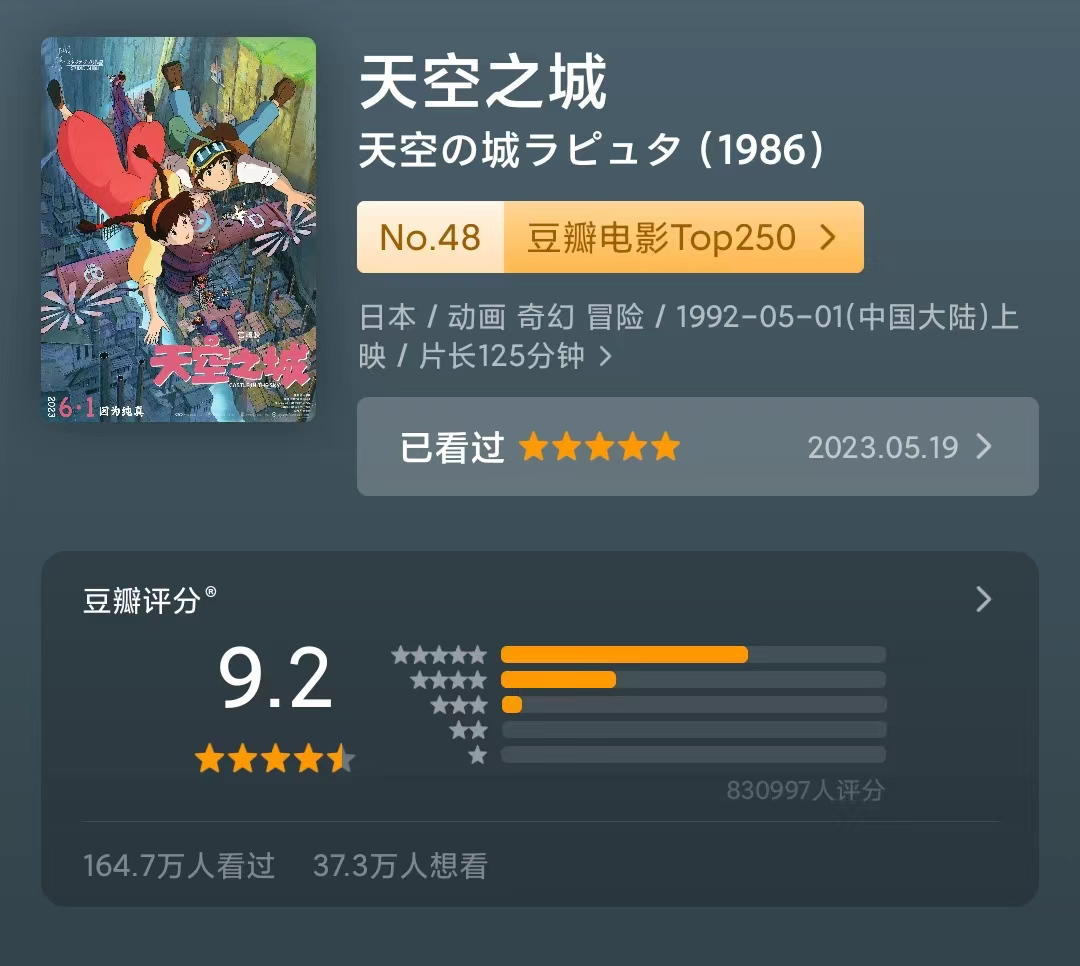 天空之城
天空の城ラピュタ (1986)
No.48 豆瓣电影Top250
日本 / 动画 奇幻 冒险 / 1992-05-01(中国大陆)上
映 / 片长125分钟
已看过 2023.05.19
天空之城
CASTLE IN THE SKY
2023 6·1 因为纯真
豆瓣评分®
9.2
830997人评分
164.7万人看过 37.3万人想看